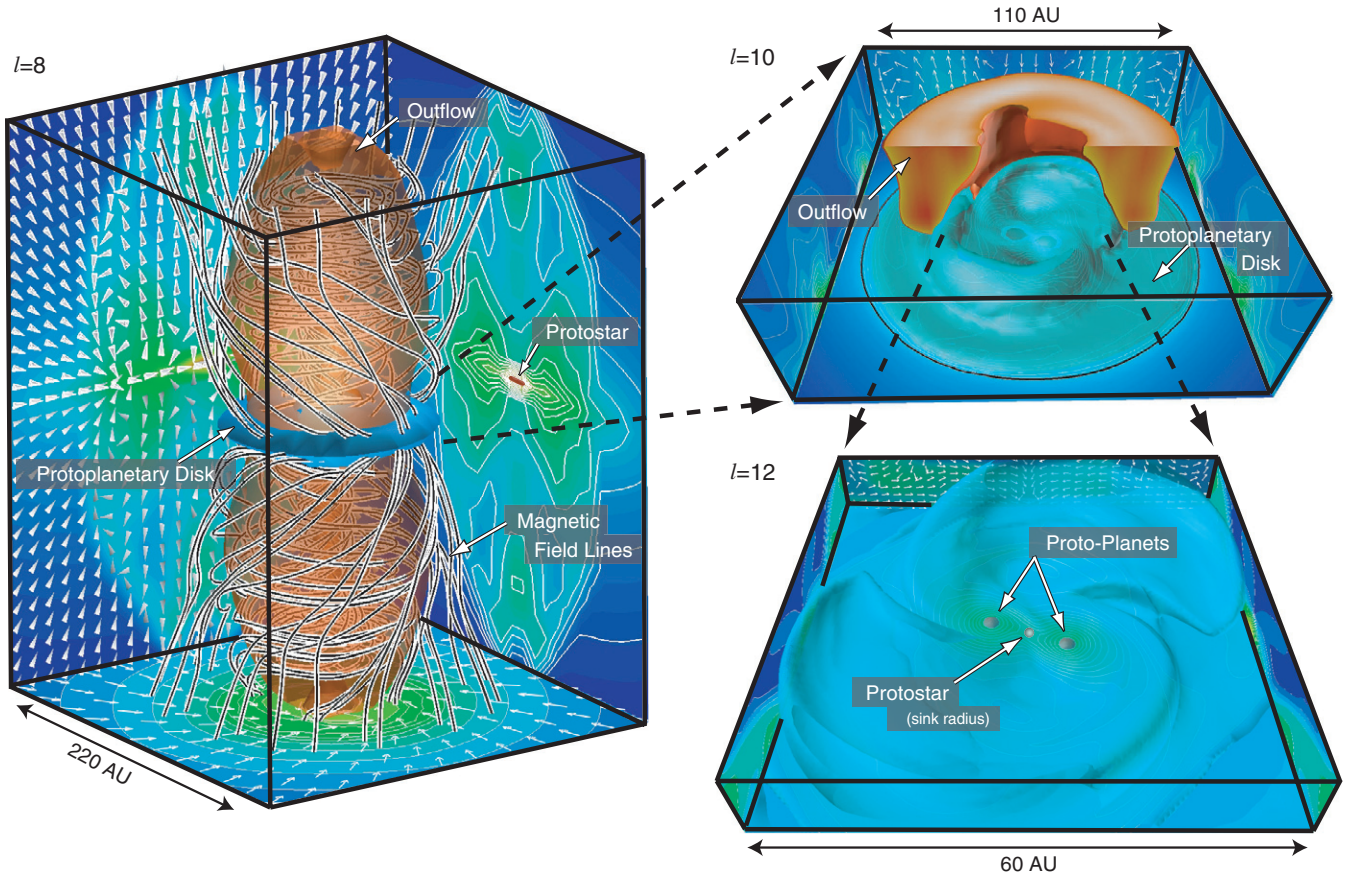 l=8
Outflow
Protostar
Protoplanetary Disk
Magnetic
Field Lines
220 AU
110 AU
l=10
Outflow
Protoplanetary
Disk
l=12
Proto-Planets
Protostar
(sink radius)
60 AU